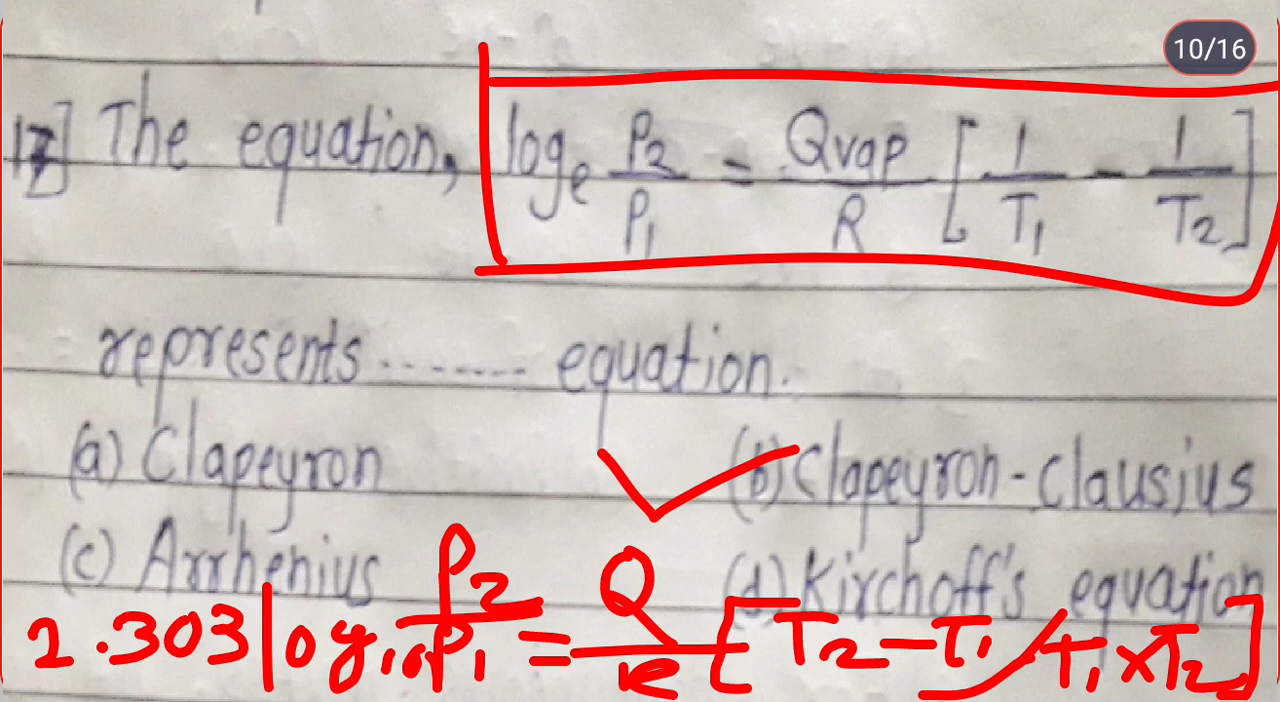 10/16
17] The equation, logₑ P₂/P₁ = Qvap/R [1/T₁ - 1/T₂]
represents........ equation.
(a) Clapeyron (b) Clapeyron-Clausius
(c) Arrhenius (d) Kirchoff's equation
2.303 log₁₀ P₂/P₁ = Q/R [T₂-T₁/T₁×T₂]